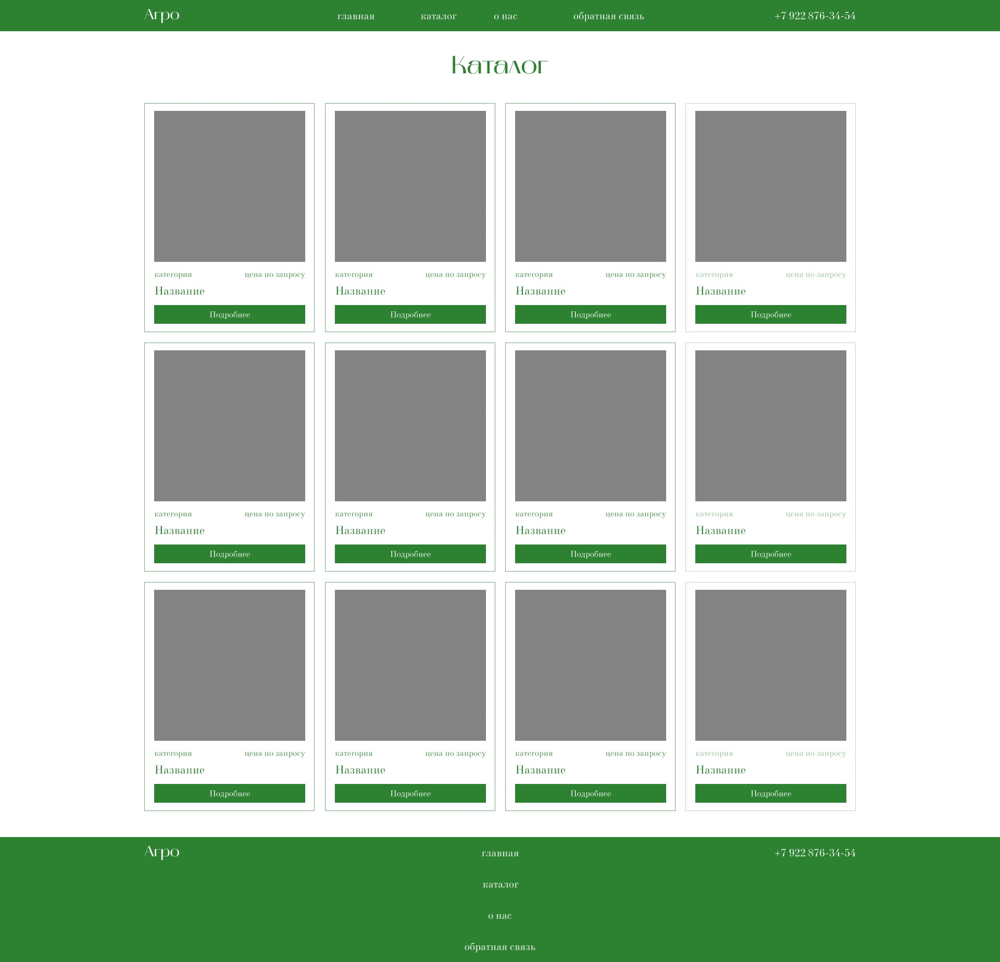 Агро главная каталог о нас обратная связь +7 922 876-34-54
Каталог
категория цена по запросу категория цена по запросу категория цена по запросу категория цена по запросу
Название Название Название Название
Подробнее Подробнее Подробнее Подробнее
категория цена по запросу категория цена по запросу категория цена по запросу категория цена по запросу
Название Название Название Название
Подробнее Подробнее Подробнее Подробнее
категория цена по запросу категория цена по запросу категория цена по запросу категория цена по запросу
Название Название Название Название
Подробнее Подробнее Подробнее Подробнее
Агро главная +7 922 876-34-54
каталог
о нас
обратная связь